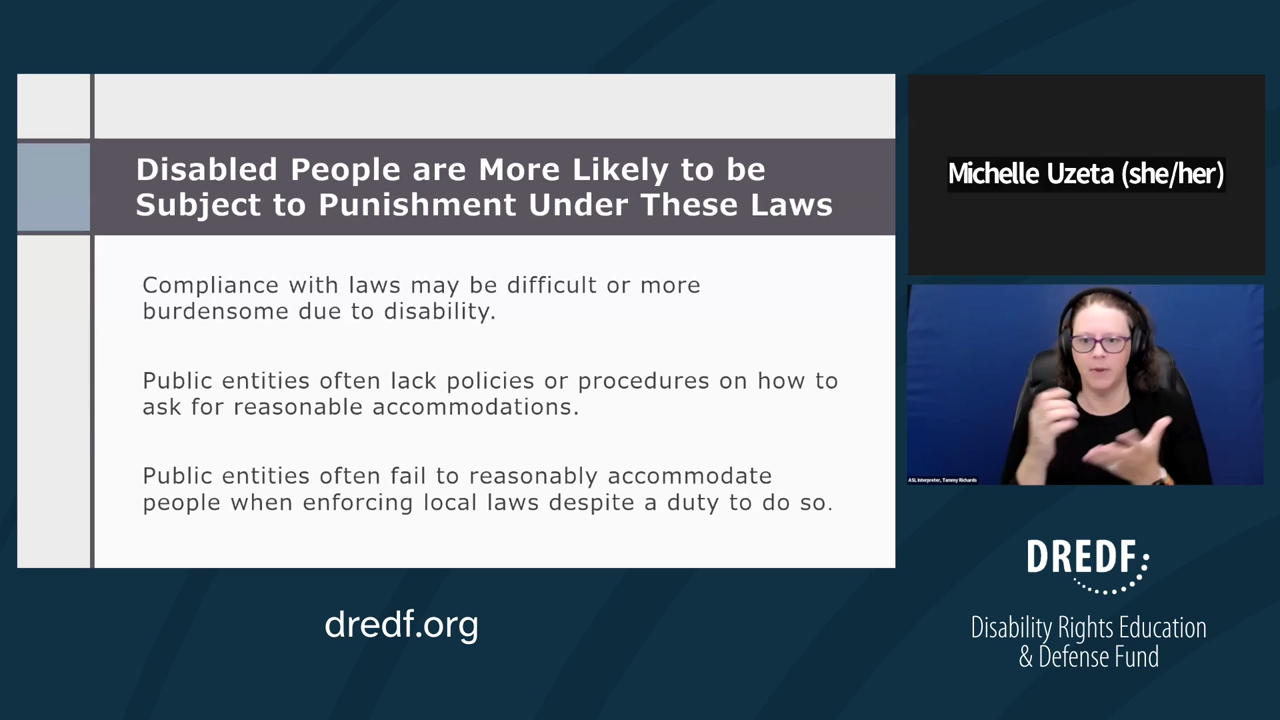 Disabled People are More Likely to be
Subject to Punishment Under These Laws
Compliance with laws may be difficult or more
burdensome due to disability.
Public entities often lack policies or procedures on how to
ask for reasonable accommodations.
Public entities often fail to reasonably accommodate
people when enforcing local laws despite a duty to do so.
Michelle Uzeta (she/her)
ASL Interpreter, Tammy Richards
dredf.org
DREDF
Disability Rights Education
& Defense Fund